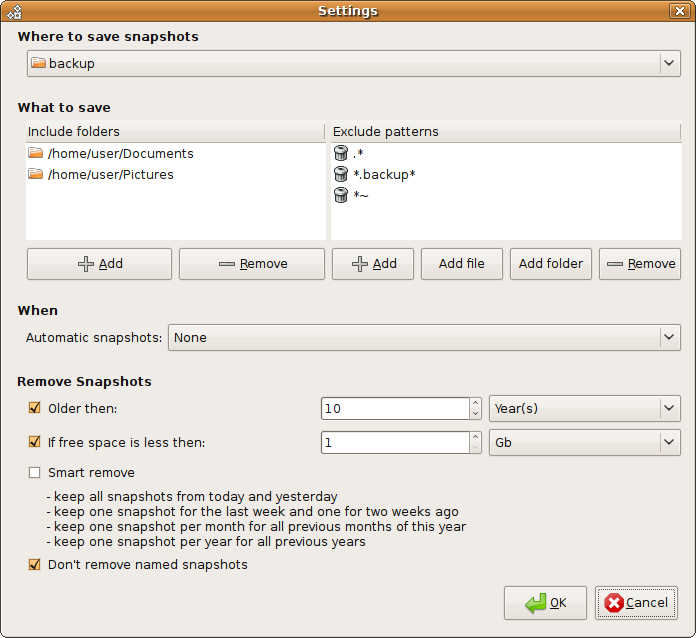 Settings
Where to save snapshots
backup
What to save
Include folders
Exclude patterns
/home/user/Documents
.*
/home/user/Pictures
*.backup*
*~
Add
Remove
Add
Add file
Add folder
Remove
When
Automatic snapshots:
None
Remove Snapshots
Older then:
10
Year(s)
If free space is less then:
1
Gb
Smart remove
- keep all snapshots from today and yesterday
- keep one snapshot for the last week and one for two weeks ago
- keep one snapshot per month for all previous months of this year
- keep one snapshot per year for all previous years
Don't remove named snapshots
OK
Cancel